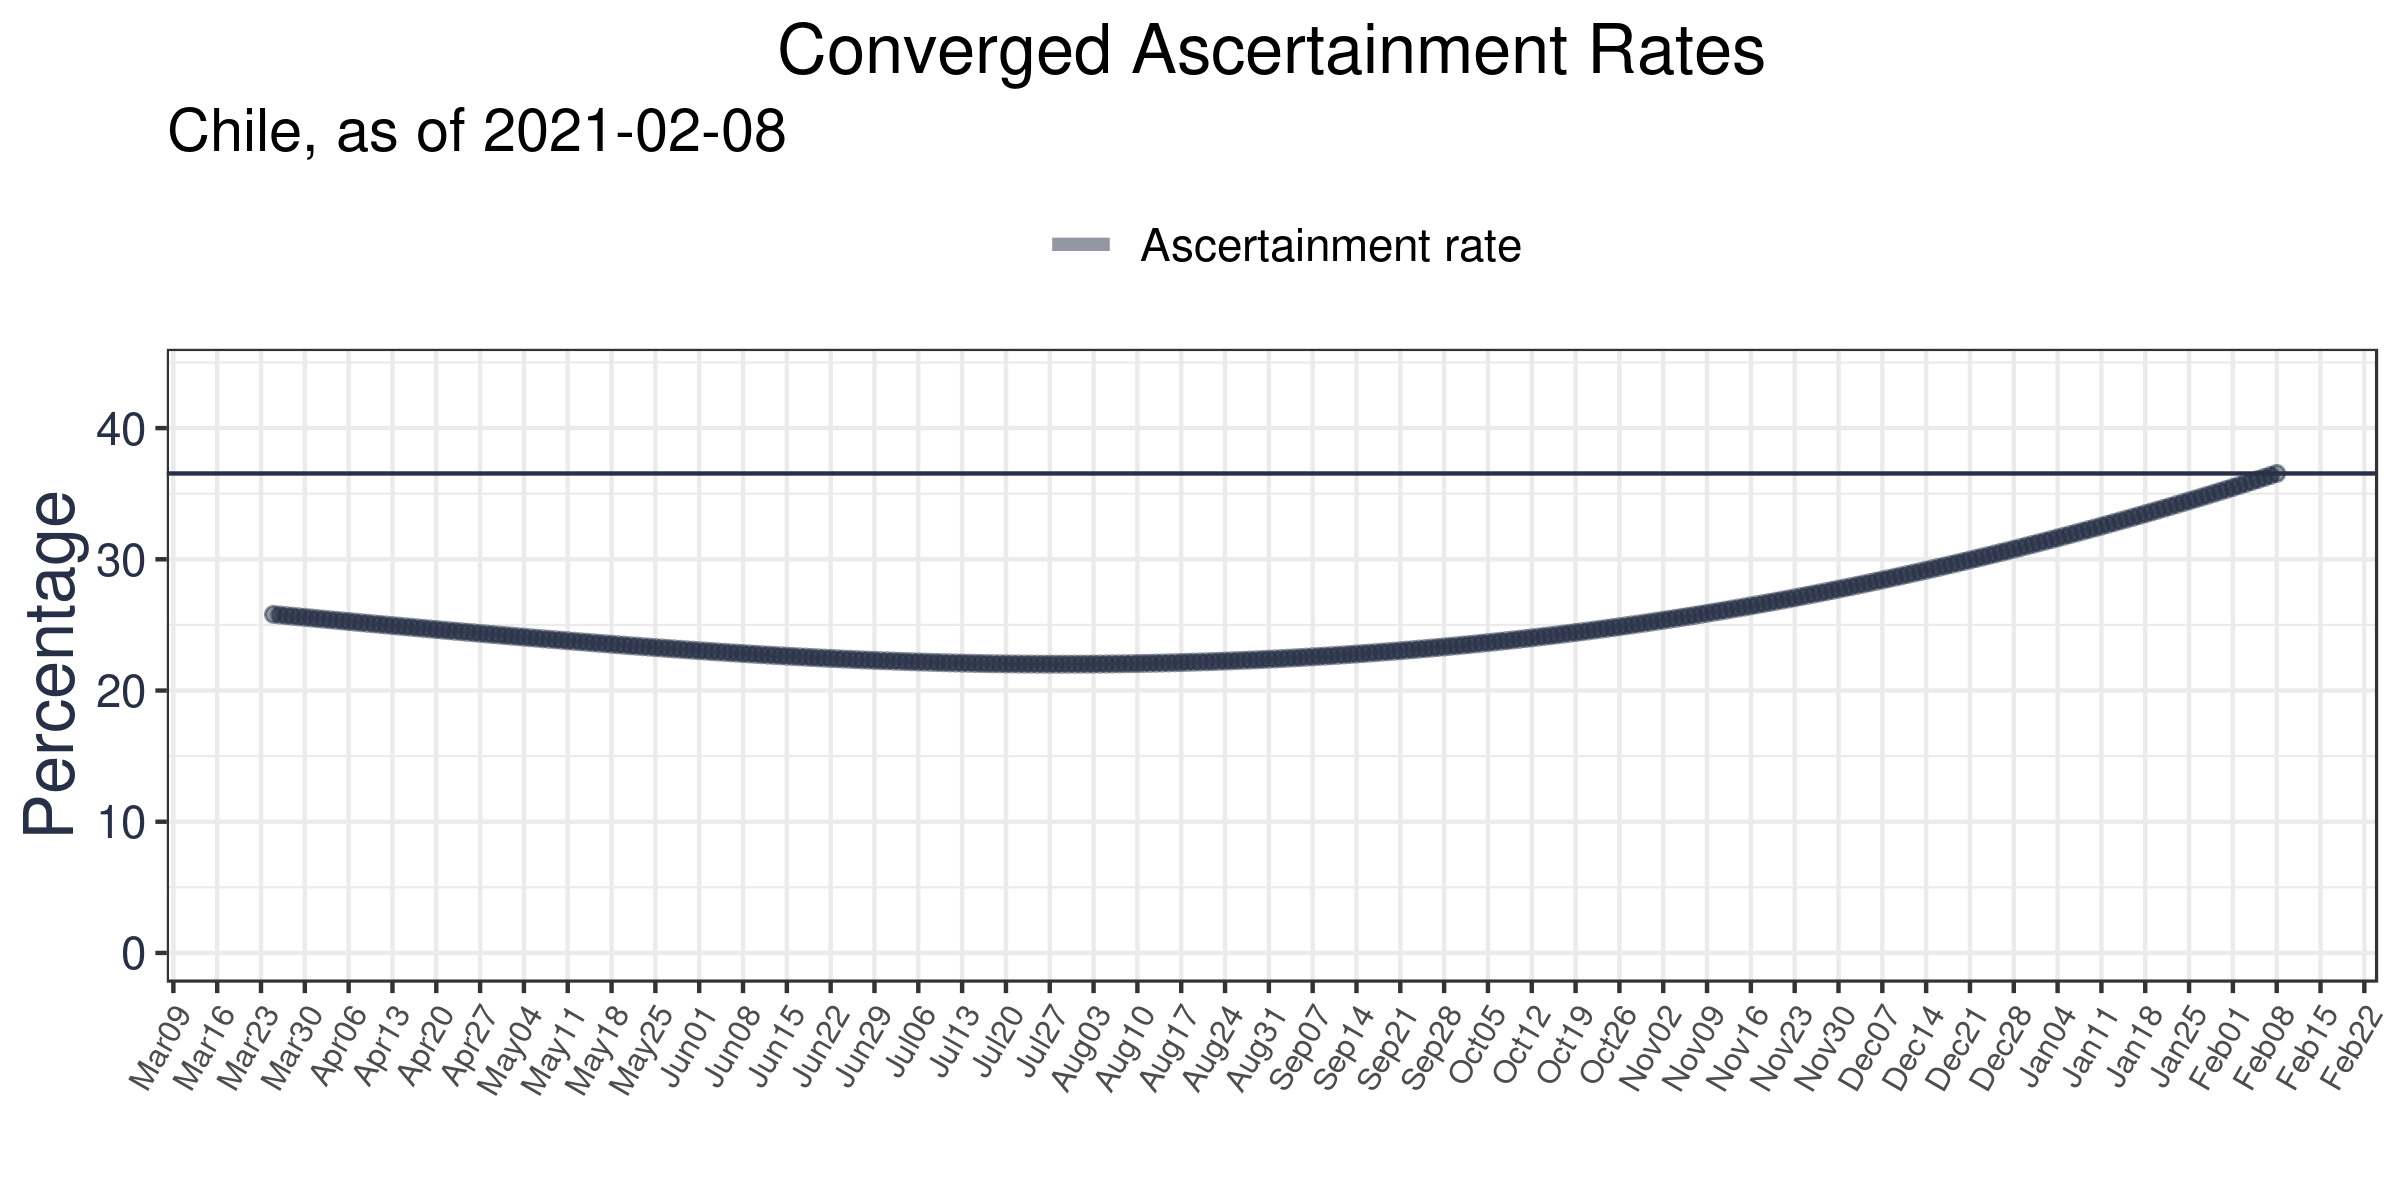 Converged Ascertainment Rates
Chile, as of 2021-02-08
Ascertainment rate
Percentage
40
30
20
10
0
Mar09 Mar16 Mar23 Mar30 Apr06 Apr13 Apr20 Apr27 May04 May11 May18 May25 Jun01 Jun08 Jun15 Jun22 Jun29 Jul06 Jul13 Jul20 Jul27 Aug03 Aug10 Aug17 Aug24 Aug31 Sep07 Sep14 Sep21 Sep28 Oct05 Oct12 Oct19 Oct26 Nov02 Nov09 Nov16 Nov23 Nov30 Dec07 Dec14 Dec21 Dec28 Dec04 Jan11 Jan18 Jan25 Feb01 Feb08 Feb15 Feb22